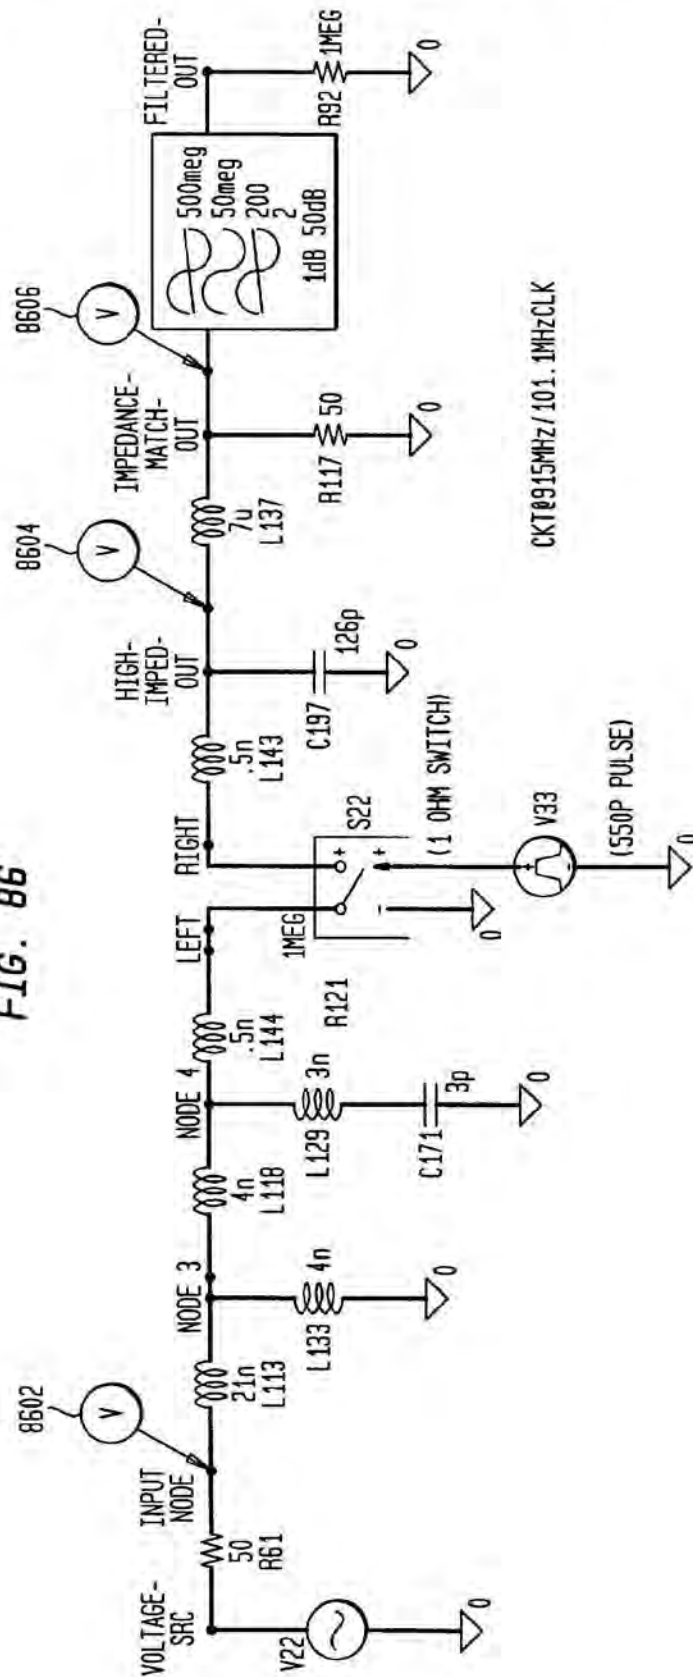 FIG. 86
8602
8604
8606
VOLTAGE-
SRC
INPUT
NODE
NODE 3
NODE 4
LEFT
RIGHT
HIGH-
IMPED-
OUT
IMPEDANCE-
MATCH-
OUT
FILTERED-
OUT
V
V
V
50
R61
21n
L113
4n
L118
.5n
L144
.5n
L143
7u
L137
500meg
50meg
200
2
1dB 50dB
V22
0
L133
4n
0
L129
3n
C171
3p
0
R121
1MEG
S22
+
+
-
0
(1 OHM SWITCH)
V33
+
-
(550P PULSE)
0
C197
126p
0
R117
50
0
R92
1MEG
0
CKT@915MHz/101.1MHzCLK